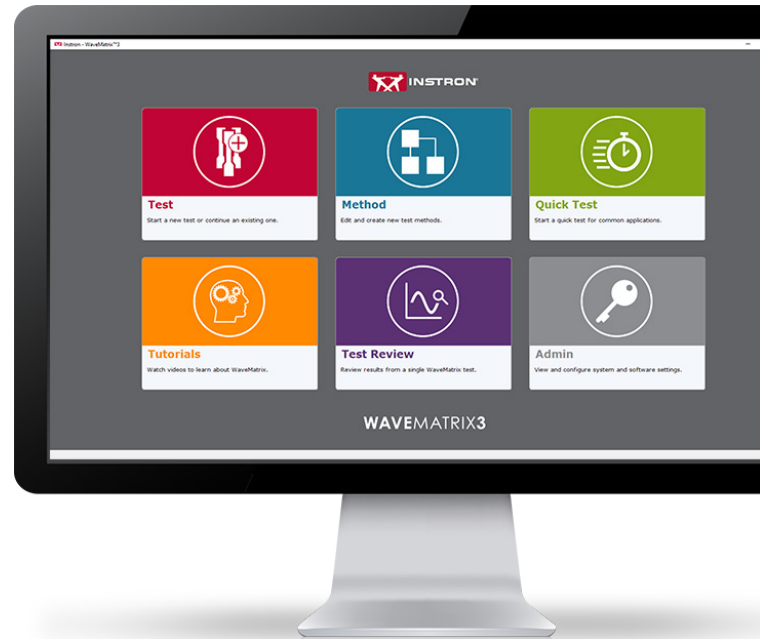 Instron - WaveMatrix™3
INSTRON®
Test
Start a new test or continue an existing one.
Method
Edit and create new test methods.
Quick Test
Start a quick test for common applications.
Tutorials
Watch videos to learn about WaveMatrix.
Test Review
Review results from a single WaveMatrix test.
Admin
View and configure system and software settings.
WAVEMATRIX3